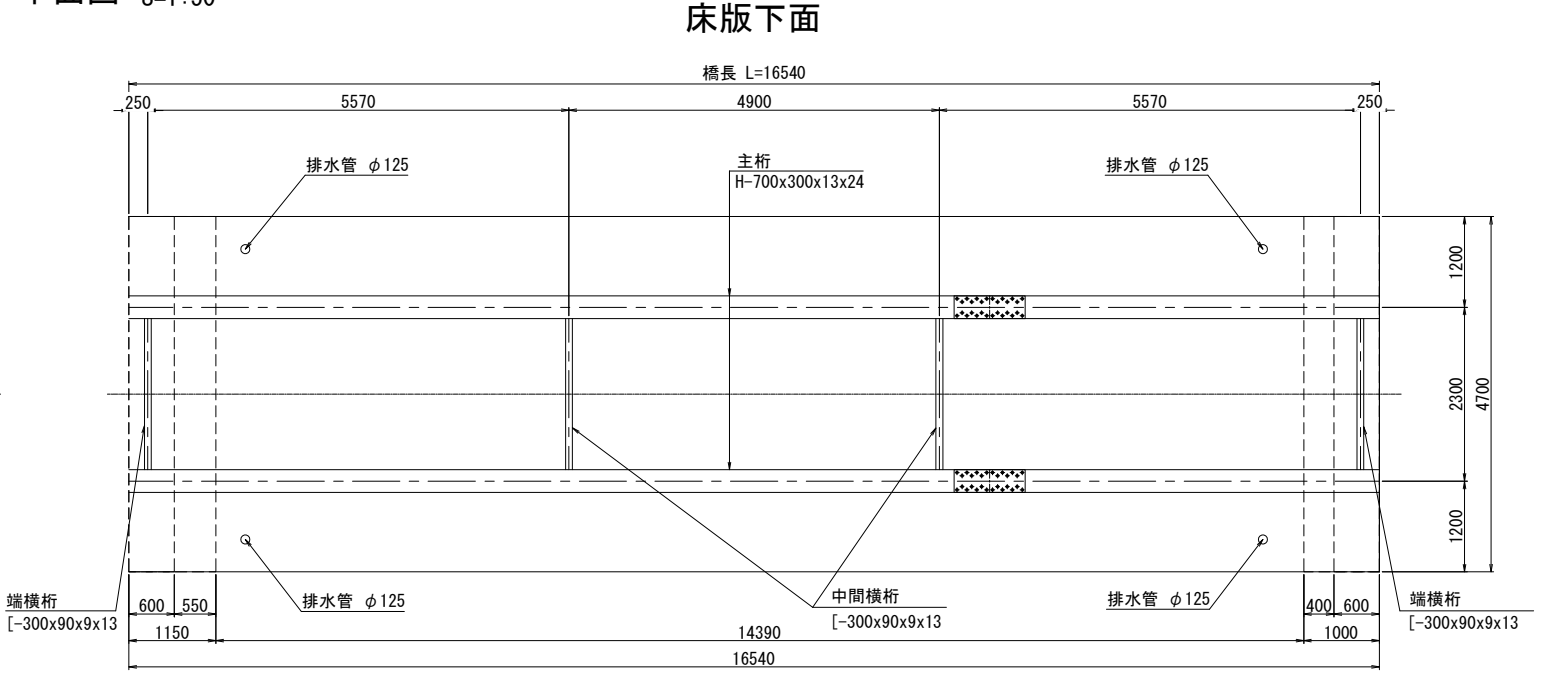 床版下面
橋長 L=16540
250
5570
4900
5570
250
排水管 φ125
主桁
H-700x300x13x24
排水管 φ125
1200
2300
4700
1200
端横桁
[-300x90x9x13
600
550
排水管 φ125
中間横桁
[-300x90x9x13
排水管 φ125
400
600
端横桁
[-300x90x9x13
1150
14390
1000
16540